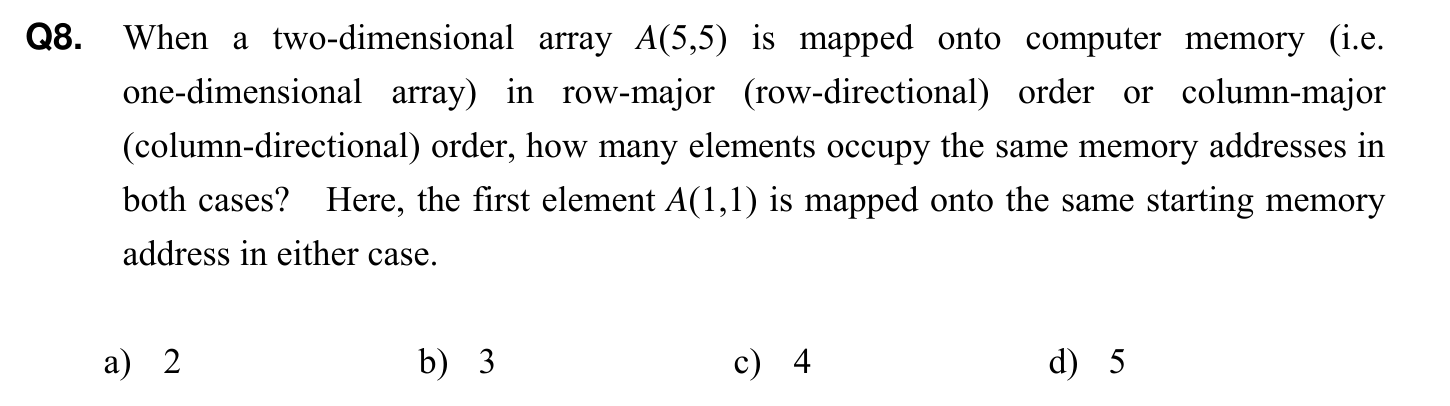 Q8. When a two-dimensional array A(5,5) is mapped onto computer memory (i.e.
one-dimensional array) in row-major (row-directional) order or column-major
(column-directional) order, how many elements occupy the same memory addresses in
both cases? Here, the first element A(1,1) is mapped onto the same starting memory
address in either case.
a) 2 b) 3 c) 4 d) 5